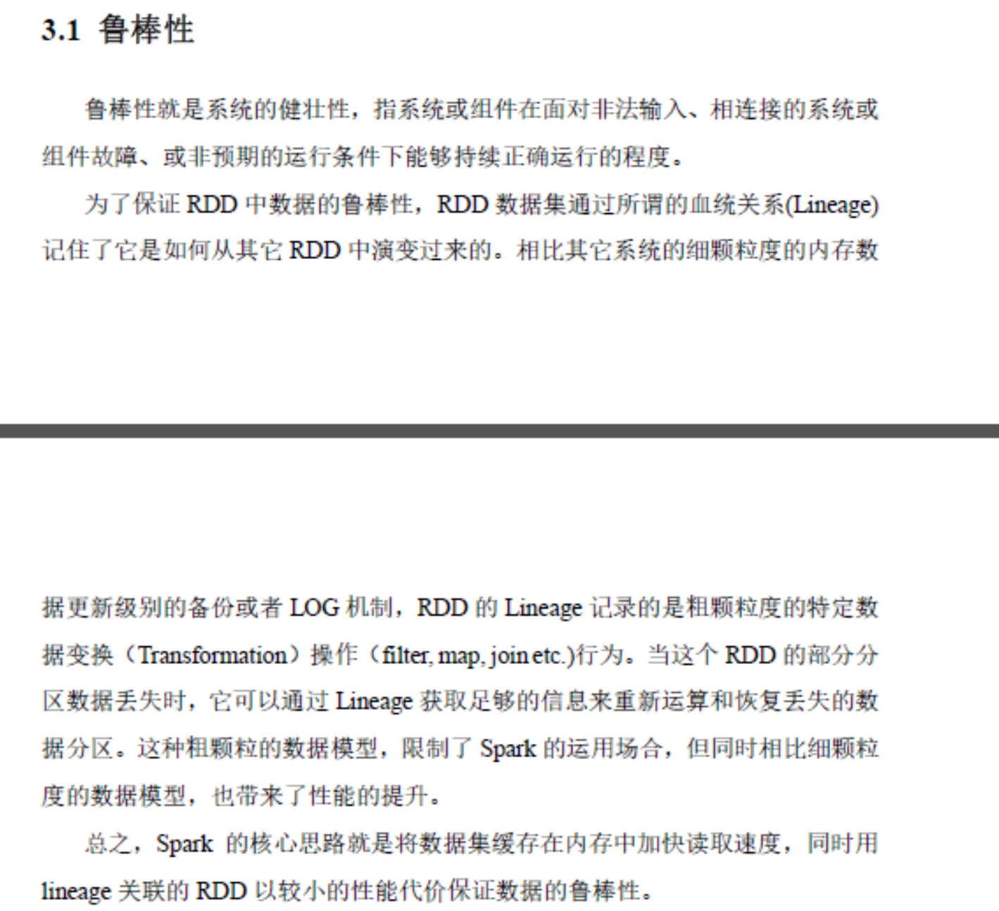 3.1 鲁棒性
鲁棒性就是系统的健壮性，指系统或组件在面对非法输入、相连接的系统或
组件故障、或非预期的运行条件下能够持续正确运行的程度。
为了保证 RDD 中数据的鲁棒性，RDD 数据集通过所谓的血统关系(Lineage)
记住了它是如何从其它 RDD 中演变过来的。相比其它系统的细颗粒度的内存数
据更新级别的备份或者 LOG 机制，RDD 的 Lineage 记录的是粗颗粒度的特定数
据变换（Transformation）操作（filter, map, join etc.)行为。当这个 RDD 的部分分
区数据丢失时，它可以通过 Lineage 获取足够的信息来重新运算和恢复丢失的数
据分区。这种粗颗粒的数据模型，限制了 Spark 的运用场合，但同时相比细颗粒
度的数据模型，也带来了性能的提升。
总之，Spark 的核心思路就是将数据集缓存在内存中加快读取速度，同时用
lineage 关联的 RDD 以较小的性能代价保证数据的鲁棒性。